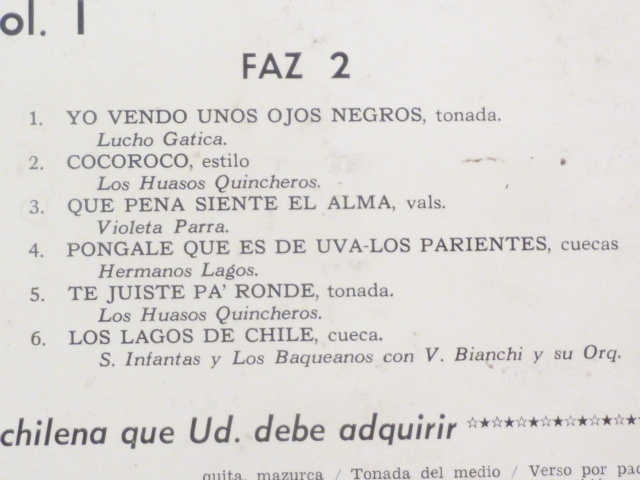 ol. I
FAZ 2
1. YO VENDO UNOS OJOS NEGROS, tonada.
Lucho Gatica.
2. COCOROCO, estilo
Los Huasos Quincheros.
3. QUE PENA SIENTE EL ALMA, vals.
Violeta Parra.
4. PONGALE QUE ES DE UVA-LOS PARIENTES, cuecas
Hermanos Lagos.
5. TE JUISTE PA' RONDE, tonada.
Los Huasos Quincheros.
6. LOS LAGOS DE CHILE, cueca.
S. Infantas y Los Baqueanos con V. Bianchi y su Orq.
chilena que Ud. debe adquirir
quita, mazurca / Tonada del medio / Verso por pad